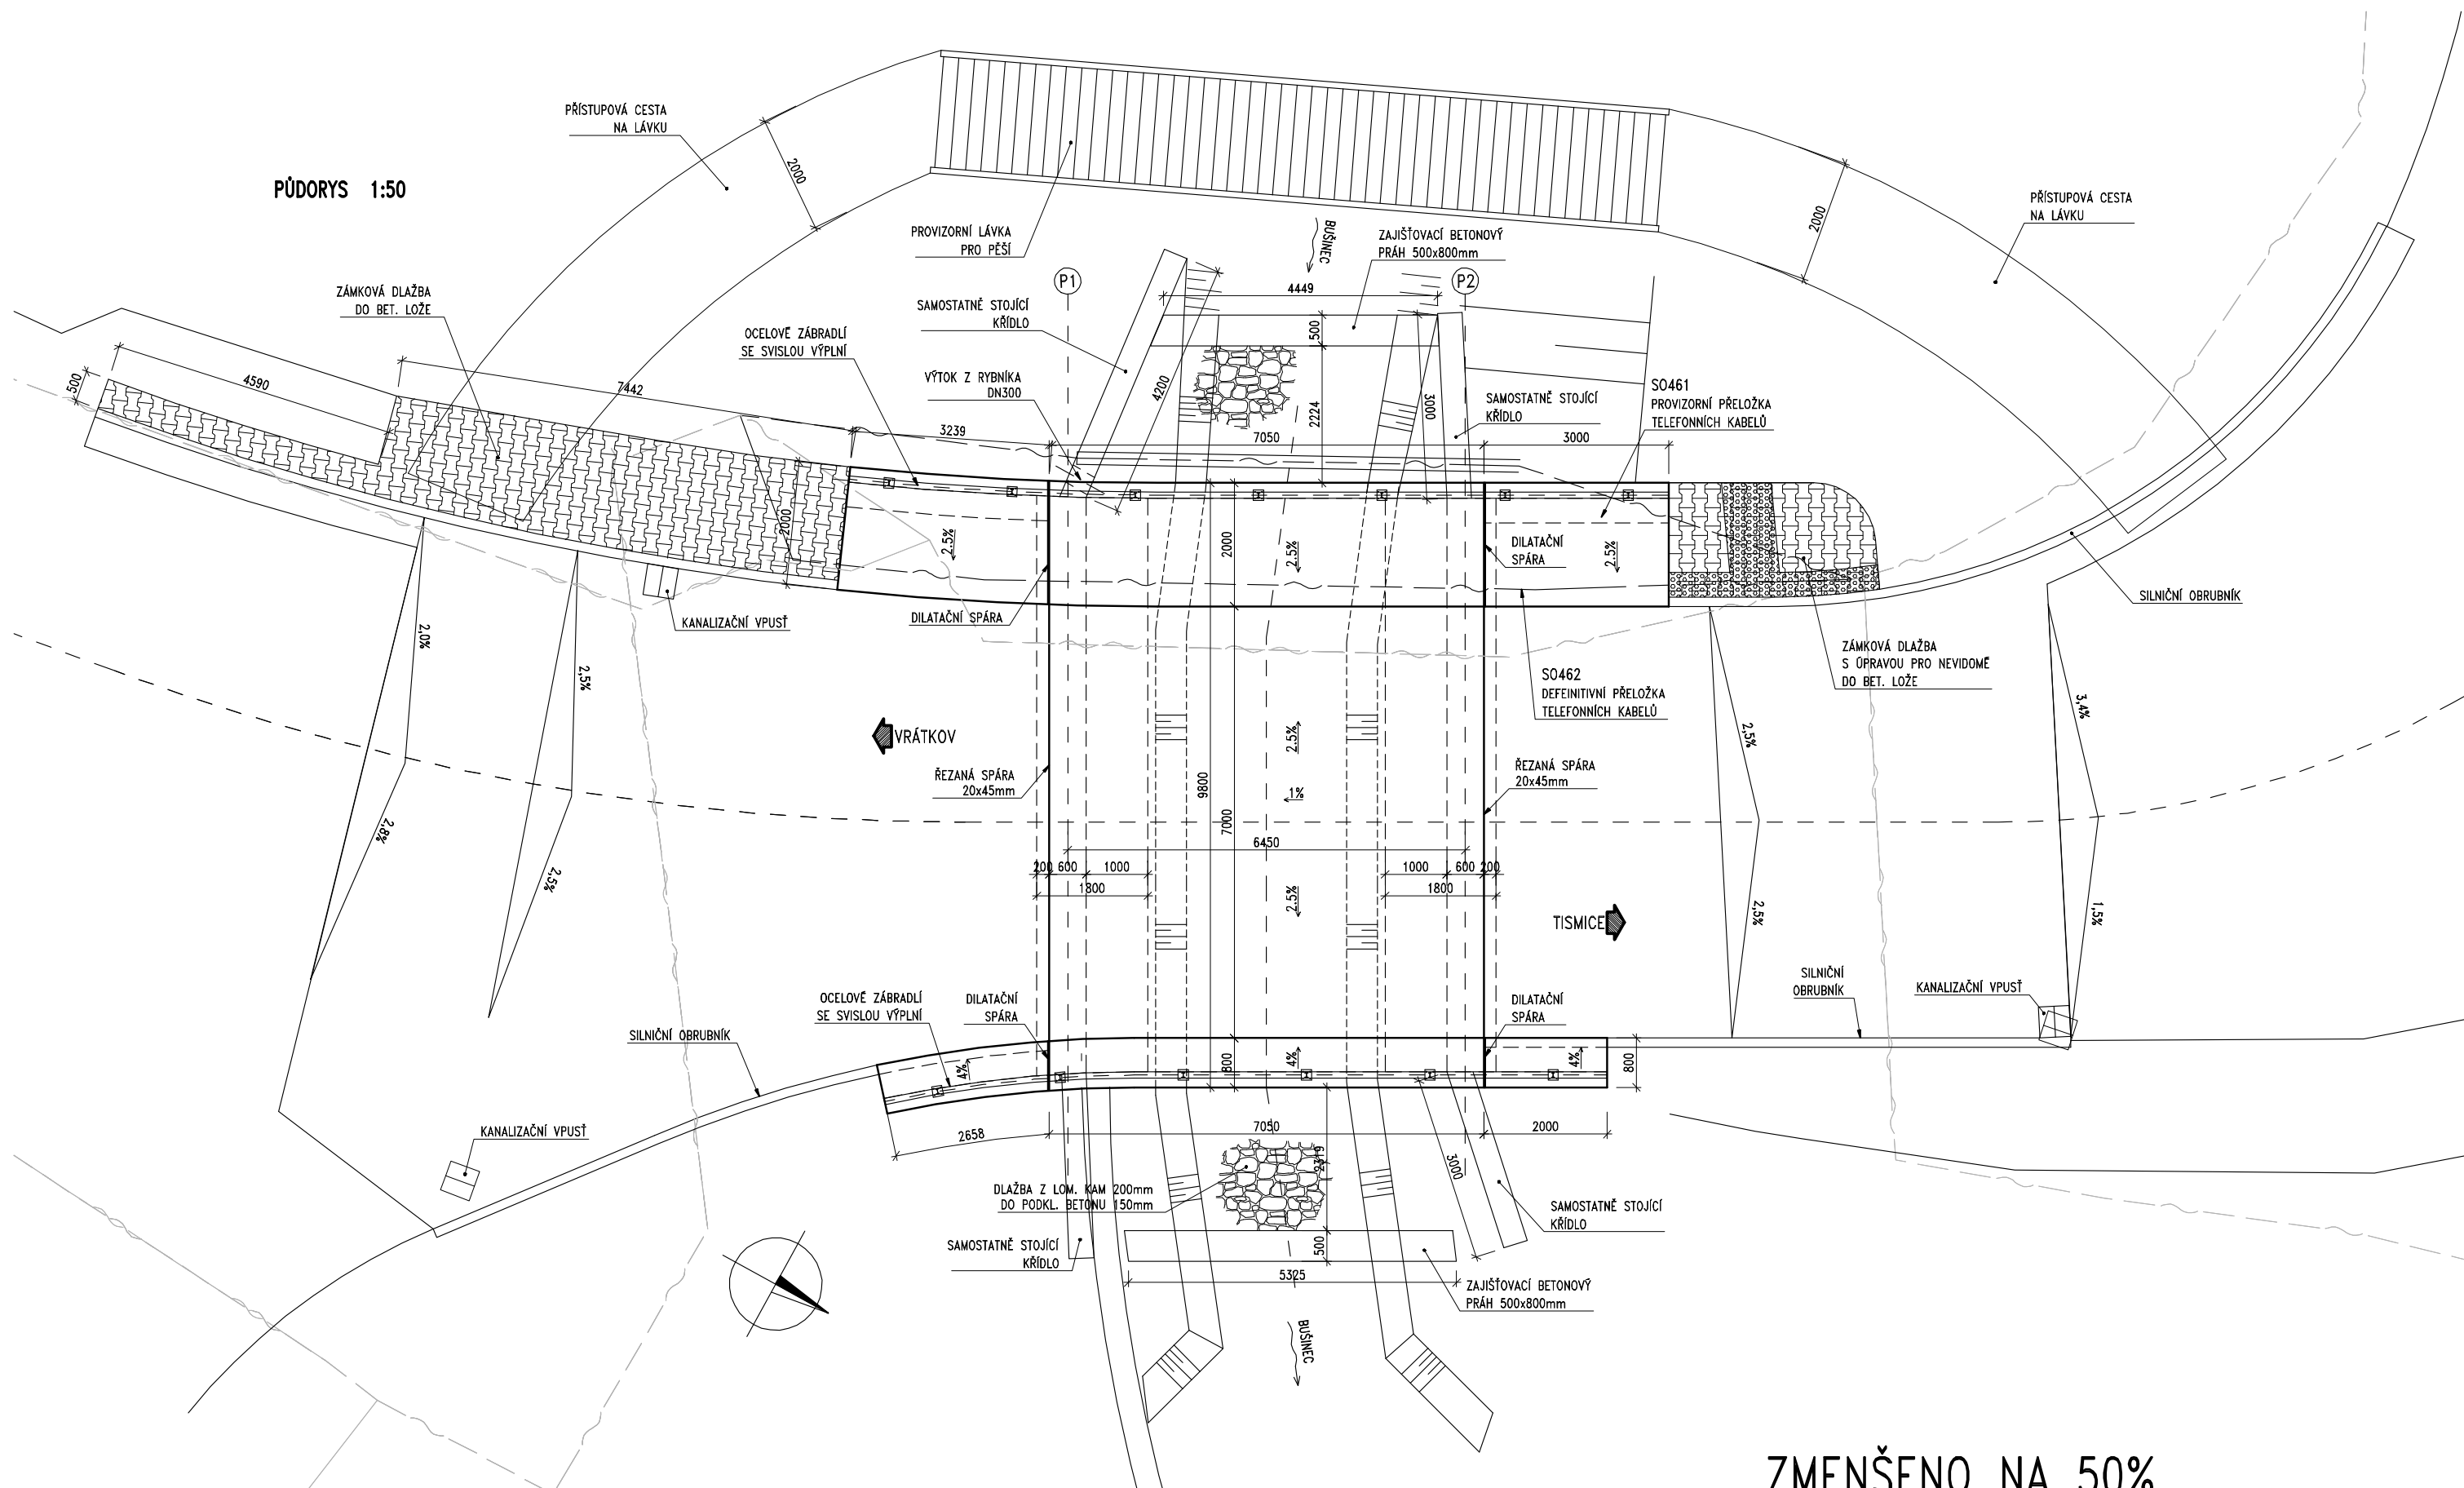 PŘÍSTUPOVÁ CESTA
NA LÁVKU
PŮDORYS 1:50
2000
PROVIZORNÍ LÁVKA
PRO PĚŠÍ
BUŠINEC
ZAJIŠŤOVACÍ BETONOVÝ
PRÁH 500x800mm
2000
PŘÍSTUPOVÁ CESTA
NA LÁVKU
ZÁMKOVÁ DLAŽBA
DO BET. LOŽE
SAMOSTATNĚ STOJÍCÍ
KŘÍDLO
P1
P2
4449
OCELOVÉ ZÁBRADLÍ
SE SVISLOU VÝPLNÍ
VÝTOK Z RYBNÍKA
DN300
500
4590
7442
4200
500
2224
3000
SAMOSTATNĚ STOJÍCÍ
KŘÍDLO
SO461
PROVIZORNÍ PŘELOŽKA
TELEFONNÍCH KABELŮ
3239
7050
3000
2000
2.5%
2000
2.5%
DILATAČNÍ
SPÁRA
2.5%
KANALIZAČNÍ VPUSŤ
DILATAČNÍ SPÁRA
SILNIČNÍ OBRUBNÍK
2,0%
2,5%
SO462
DEFEINITIVNÍ PŘELOŽKA
TELEFONNÍCH KABELŮ
ZÁMKOVÁ DLAŽBA
S ÚPRAVOU PRO NEVIDOMÉ
DO BET. LOŽE
VRÁTKOV
2.5%
2,5%
3,4%
ŘEZANÁ SPÁRA
20x45mm
ŘEZANÁ SPÁRA
20x45mm
9800
1%
7000
2,8%
2,5%
6450
200 600 1000
1000 600 200
1800
1800
2.5%
TISMICE
2,5%
1,5%
OCELOVÉ ZÁBRADLÍ
SE SVISLOU VÝPLNÍ
DILATAČNÍ
SPÁRA
DILATAČNÍ
SPÁRA
SILNIČNÍ
OBRUBNÍK
KANALIZAČNÍ VPUSŤ
SILNIČNÍ OBRUBNÍK
4%
800
4%
4%
800
KANALIZAČNÍ VPUSŤ
2658
7050
2000
2319
3000
DLAŽBA Z LOM. KAM 200mm
DO PODKL. BETONU 150mm
SAMOSTATNĚ STOJÍCÍ
KŘÍDLO
SAMOSTATNĚ STOJÍCÍ
KŘÍDLO
500
5325
ZAJIŠŤOVACÍ BETONOVÝ
PRÁH 500x800mm
BUŠINEC
ZMENŠENO NA 50%